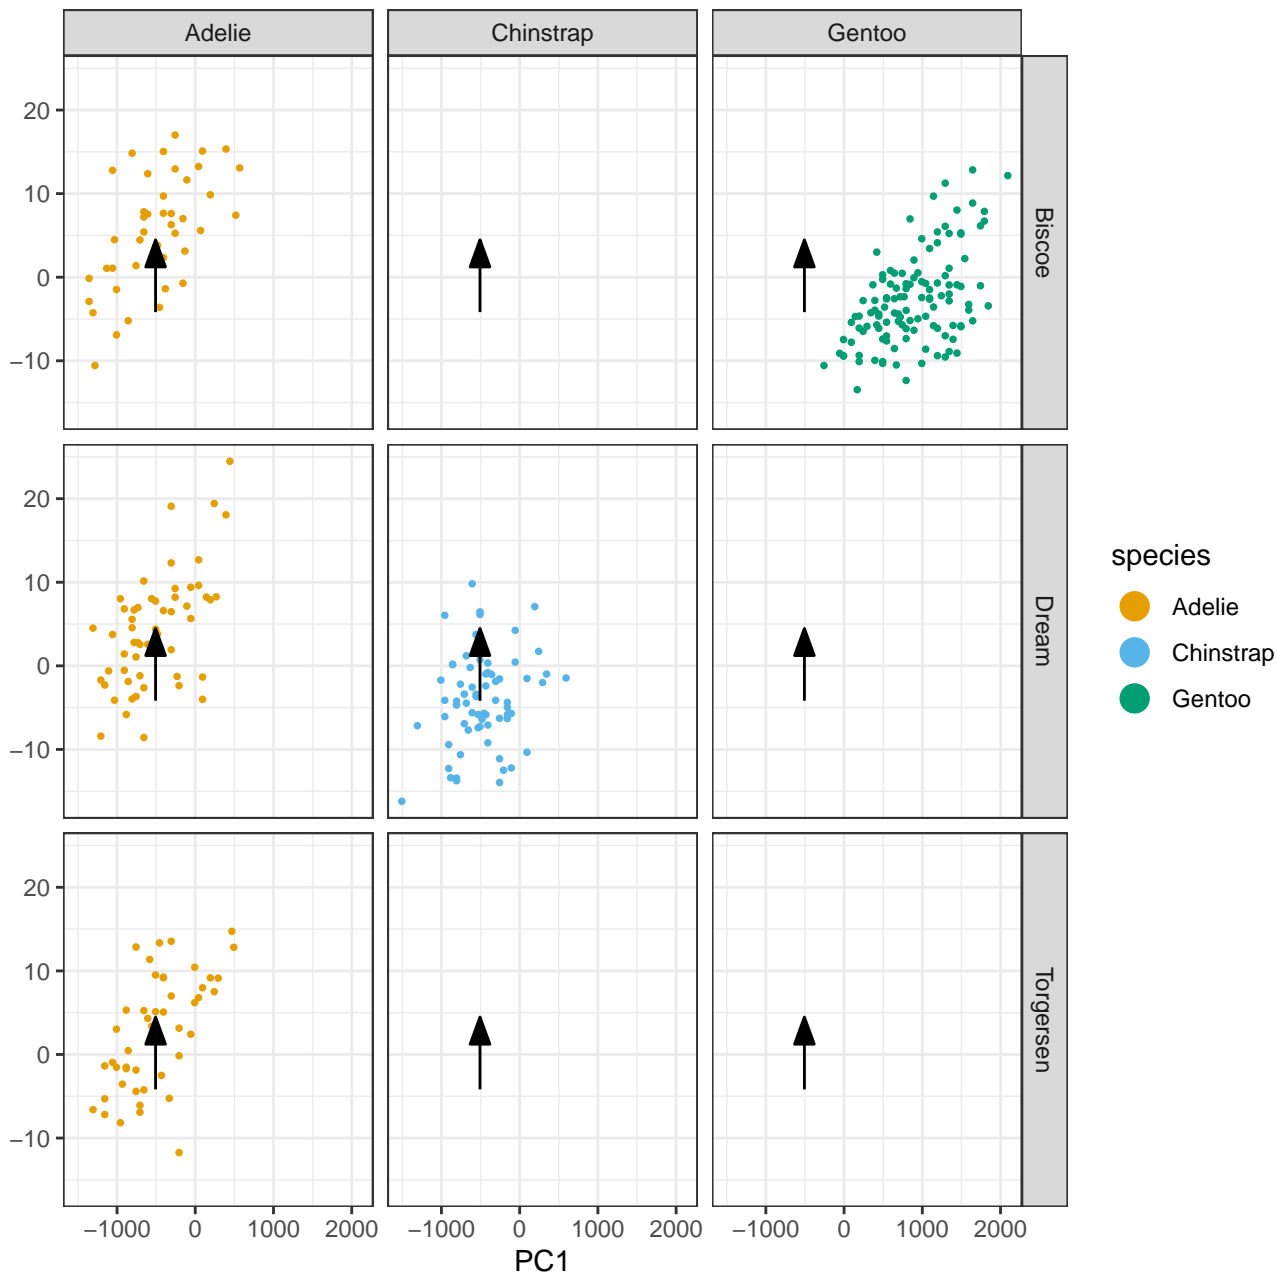 Adelie Chinstrap Gentoo
20
10
0
−10
Biscoe
20
10
0
−10
Dream
20
10
0
−10
Torgersen
−1000 0 1000 2000 −1000 0 1000 2000 −1000 0 1000 2000
PC1
species
Adelie
Chinstrap
Gentoo